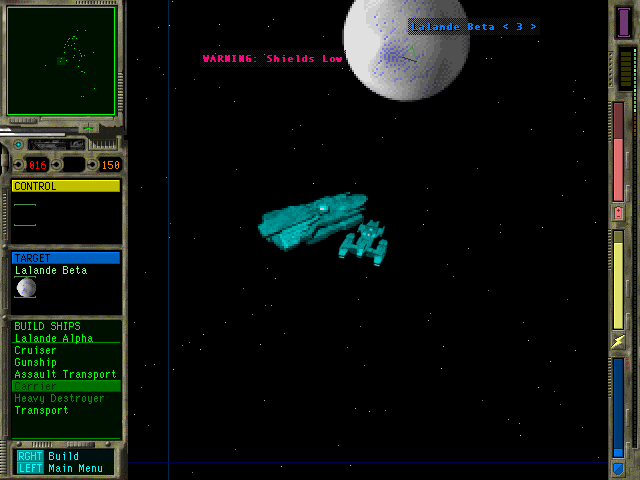 Lalande Beta < 3 >
WARNING: Shields Low
016
150
CONTROL
TARGET
Lalande Beta
BUILD SHIPS
Lalande Alpha
Cruiser
Gunship
Assault Transport
Carrier
Heavy Destroyer
Transport
RGHT Build
LEFT Main Menu